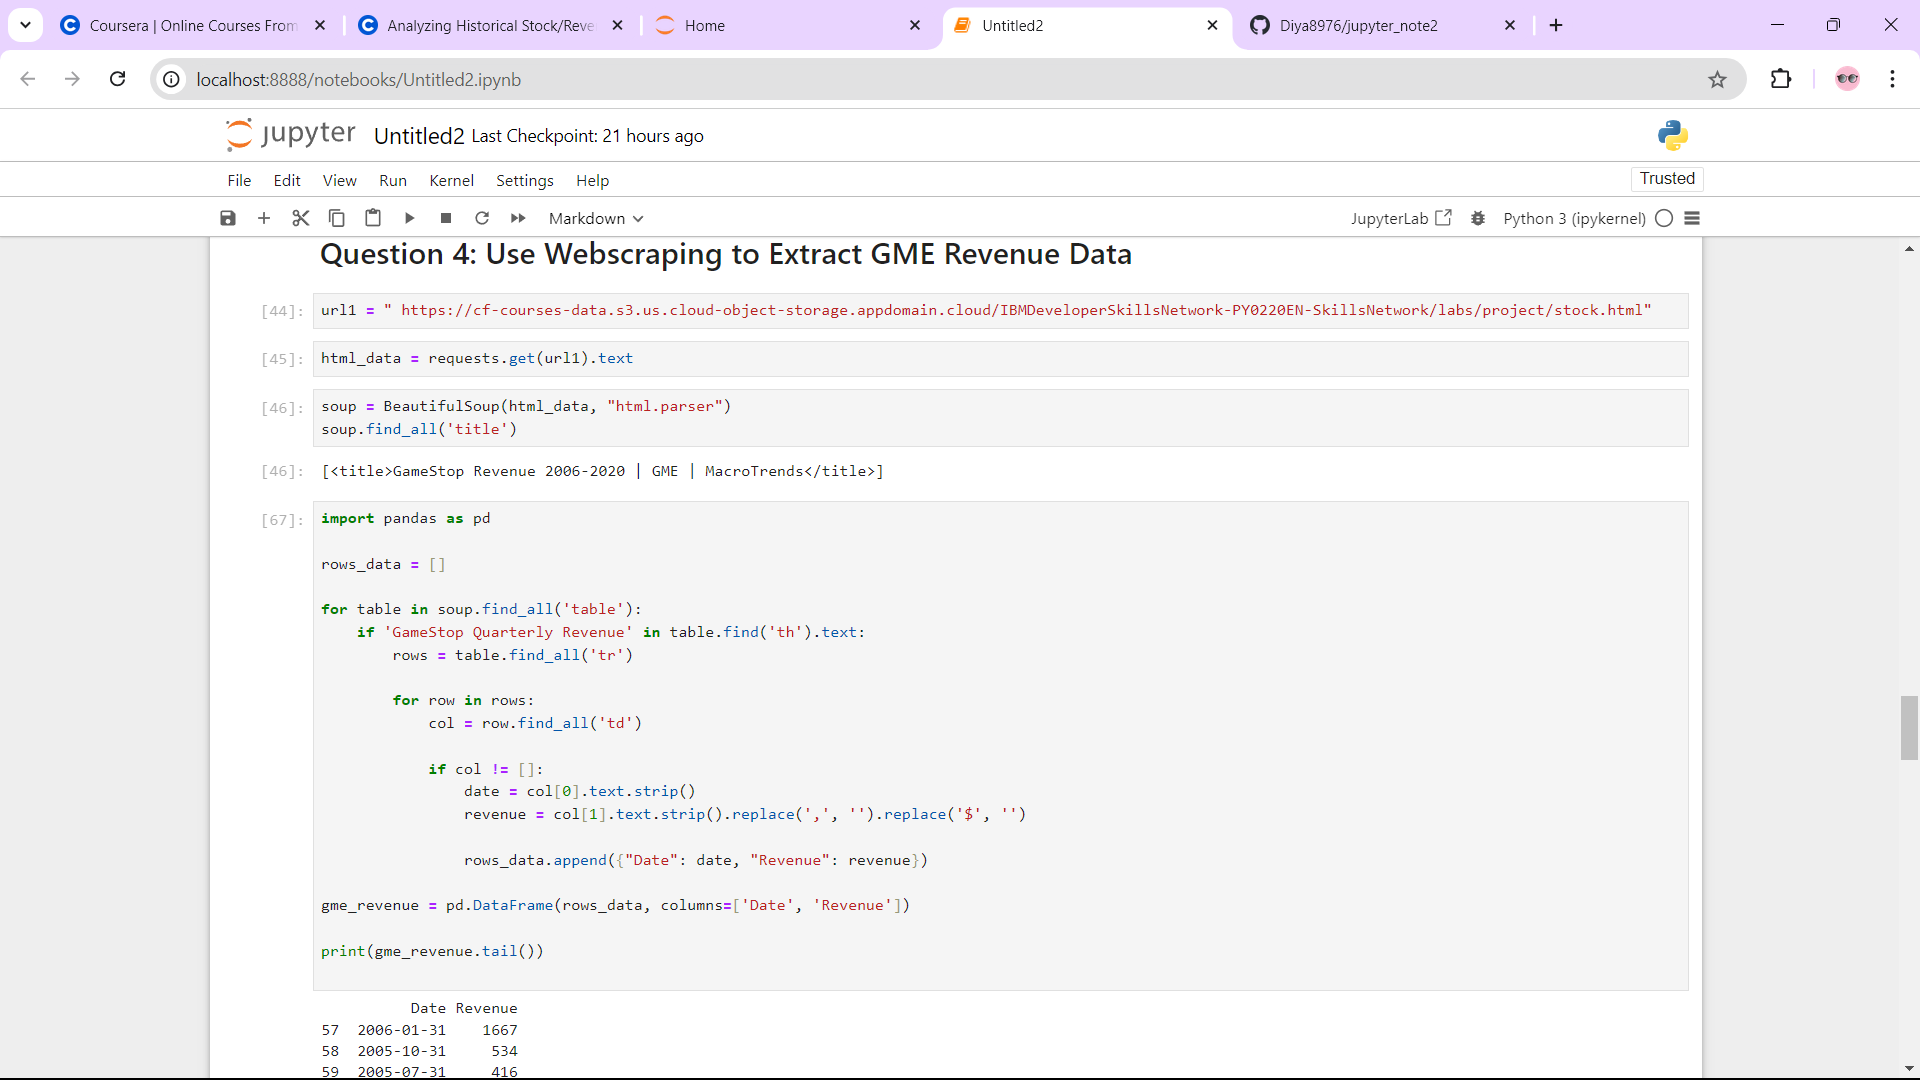 Coursera | Online Courses From
Analyzing Historical Stock/Reve
Home
Untitled2
Diya8976/jupyter_note2
localhost:8888/notebooks/Untitled2.ipynb
jupyter Untitled2 Last Checkpoint: 21 hours ago
File Edit View Run Kernel Settings Help
Trusted
Markdown
JupyterLab
Python 3 (ipykernel)
Question 4: Use Webscraping to Extract GME Revenue Data
[44]: url1 = " https://cf-courses-data.s3.us.cloud-object-storage.appdomain.cloud/IBMDeveloperSkillsNetwork-PY0220EN-SkillsNetwork/labs/project/stock.html"
[45]: html_data = requests.get(url1).text
[46]: soup = BeautifulSoup(html_data, "html.parser")
soup.find_all('title')
[46]: [<title>GameStop Revenue 2006-2020 | GME | MacroTrends</title>]
[67]: import pandas as pd
rows_data = []
for table in soup.find_all('table'):
if 'GameStop Quarterly Revenue' in table.find('th').text:
rows = table.find_all('tr')
for row in rows:
col = row.find_all('td')
if col != []:
date = col[0].text.strip()
revenue = col[1].text.strip().replace(',', '').replace('$', '')
rows_data.append({"Date": date, "Revenue": revenue})
gme_revenue = pd.DataFrame(rows_data, columns=['Date', 'Revenue'])
print(gme_revenue.tail())
Date Revenue
57 2006-01-31 1667
58 2005-10-31 534
59 2005-07-31 416